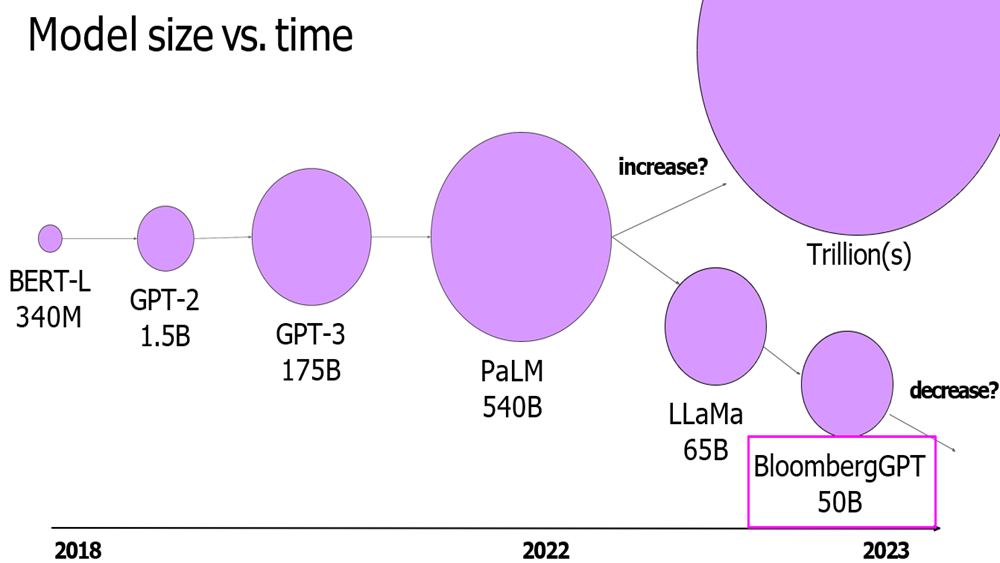 Model size vs. time
increase?
Trillion(s)
BERT-L
340M
GPT-2
1.5B
GPT-3
175B
PaLM
540B
LLaMa
65B
decrease?
BloombergGPT
50B
2018
2022
2023